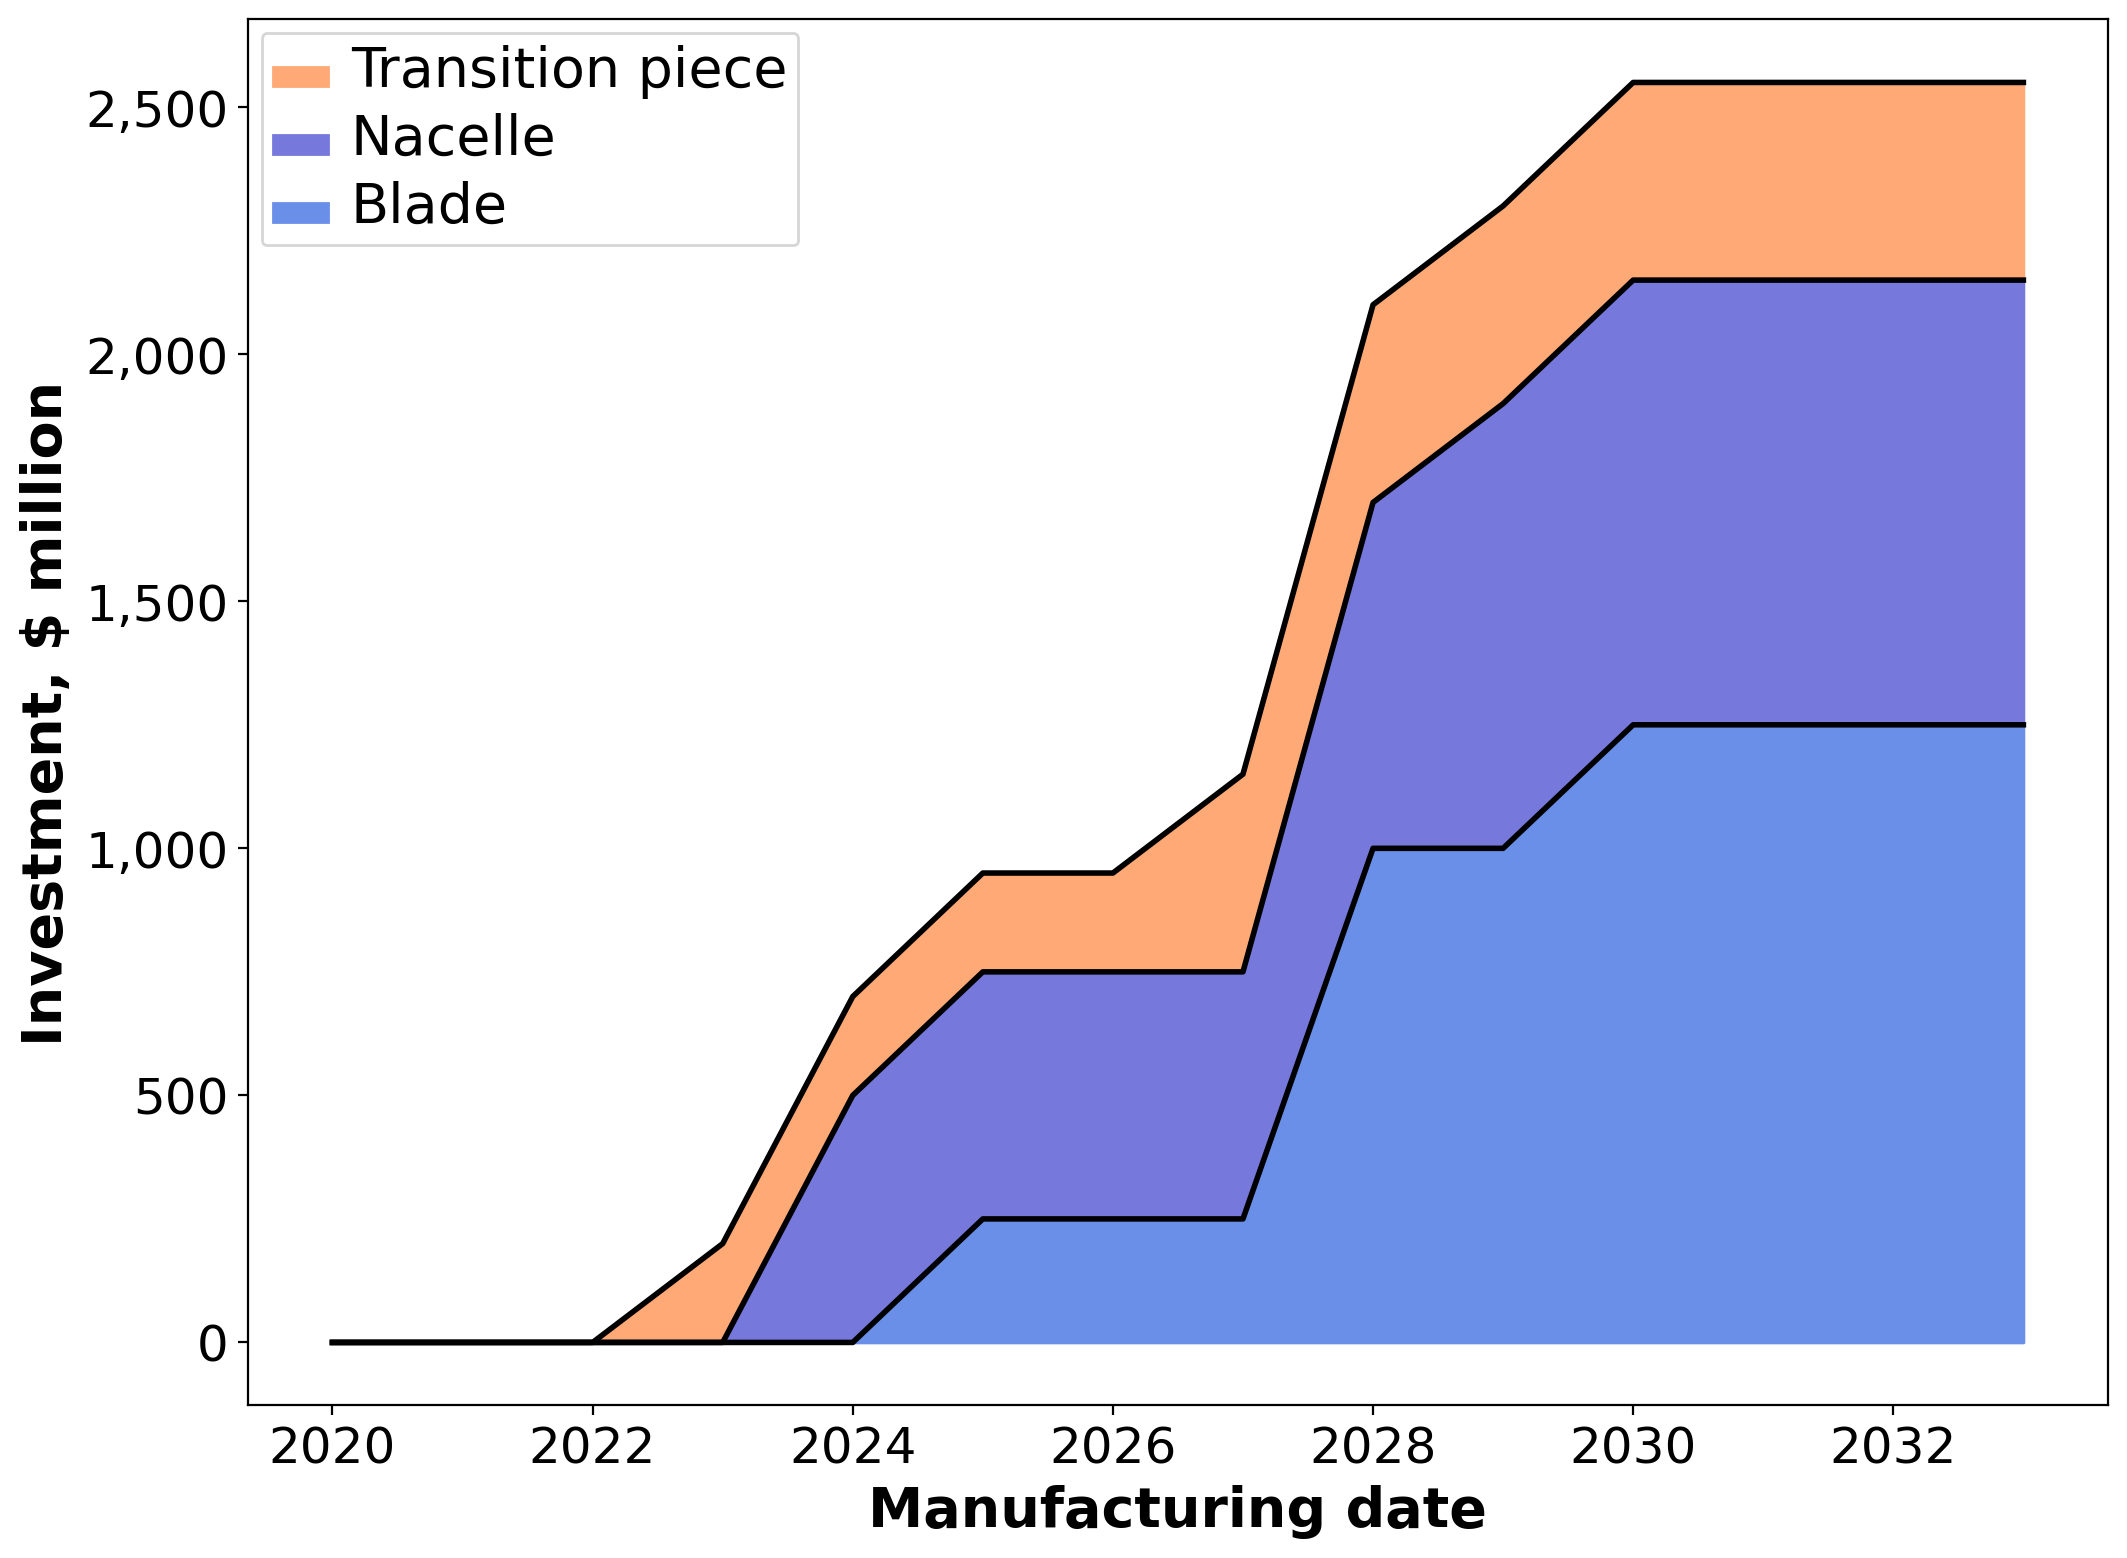 Transition piece
Nacelle
Blade
2,500
2,000
1,500
1,000
500
0
Investment, $ million
2020 2022 2024 2026 2028 2030 2032
Manufacturing date